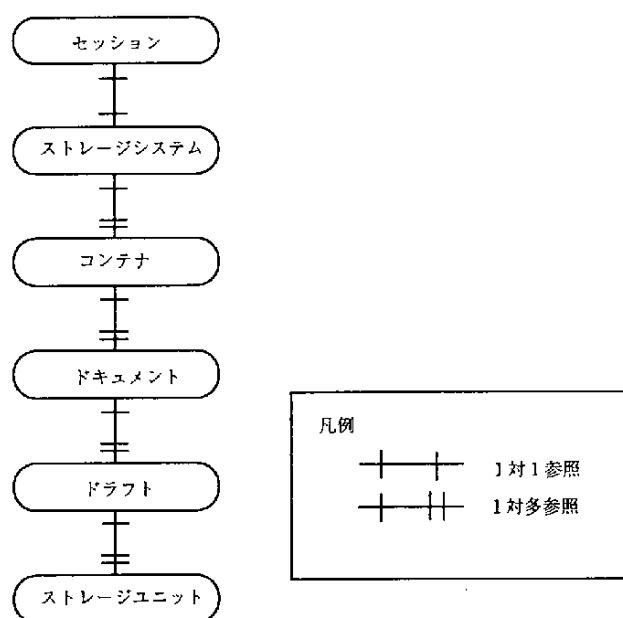 セッション
ストレージシステム
コンテナ
ドキュメント
ドラフト
ストレージユニット
凡例
1対1参照
1対多参照